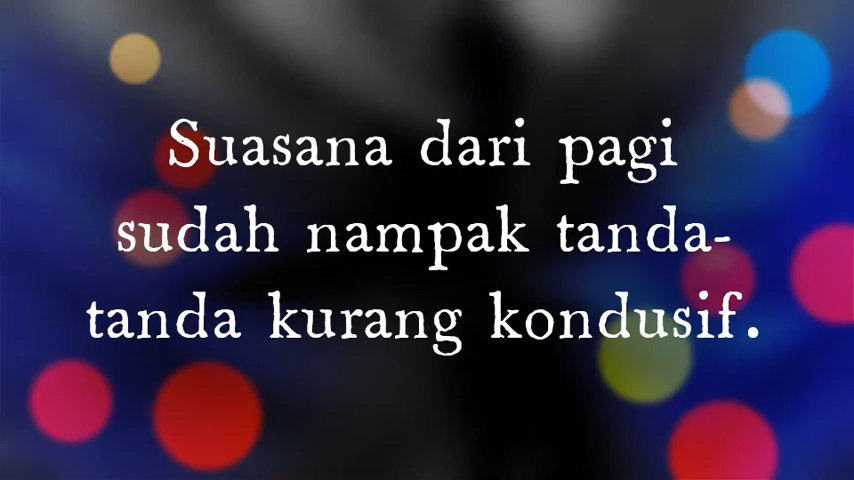 Suasana dari pagi
sudah nampak tanda-
tanda kurang kondusif.